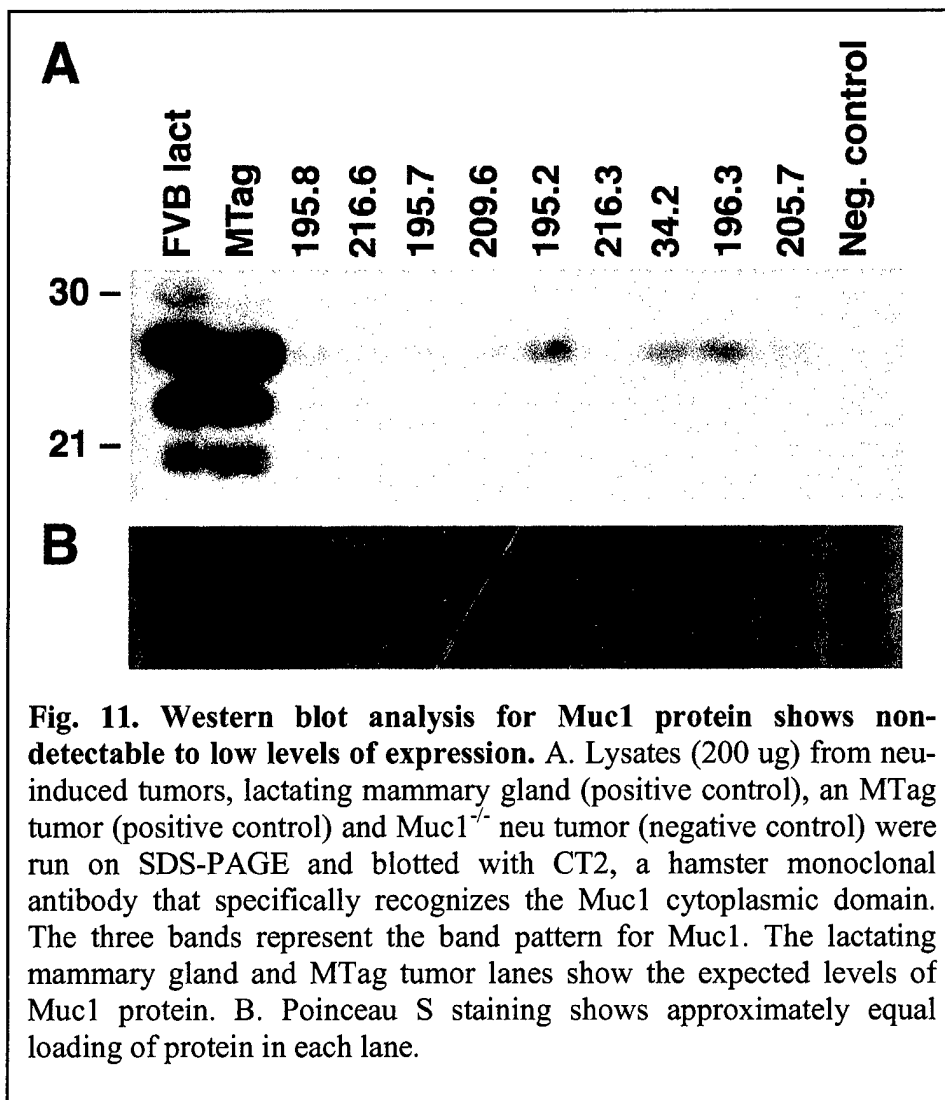 A
FVB lact
MTag
195.8
216.6
195.7
209.6
195.2
216.3
34.2
196.3
205.7
Neg. control
30 –
21 –
B
Fig. 11. Western blot analysis for Muc1 protein shows non-
detectable to low levels of expression. A. Lysates (200 ug) from neu-
induced tumors, lactating mammary gland (positive control), an MTag
tumor (positive control) and Muc1-/- neu tumor (negative control) were
run on SDS-PAGE and blotted with CT2, a hamster monoclonal
antibody that specifically recognizes the Muc1 cytoplasmic domain.
The three bands represent the band pattern for Muc1. The lactating
mammary gland and MTag tumor lanes show the expected levels of
Muc1 protein. B. Poinceau S staining shows approximately equal
loading of protein in each lane.